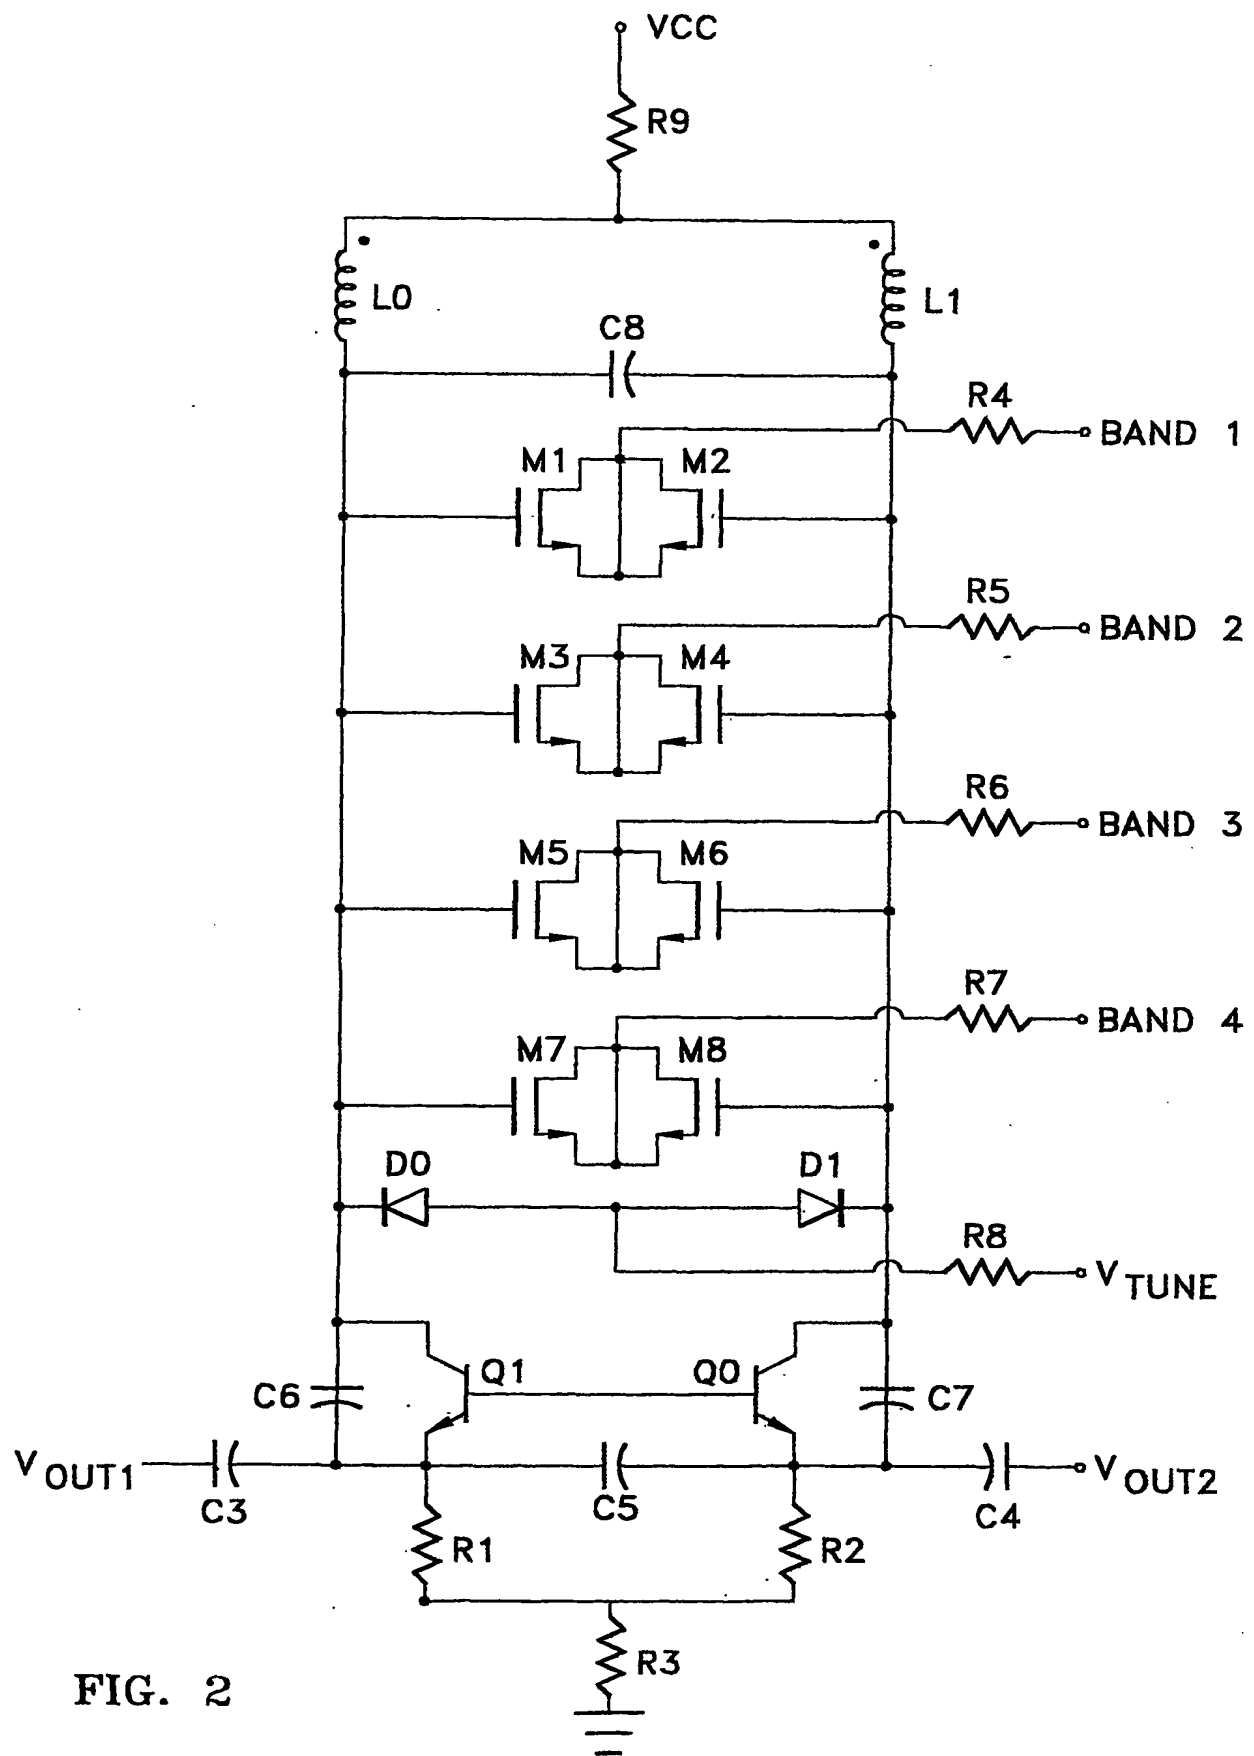 VCC
R9
L0
L1
C8
R4
BAND 1
M1
M2
R5
BAND 2
M3
M4
R6
BAND 3
M5
M6
R7
BAND 4
M7
M8
D0
D1
R8
VTUNE
Q1
Q0
C6
C7
VOUT1
VOUT2
C3
C5
C4
R1
R2
R3
FIG. 2